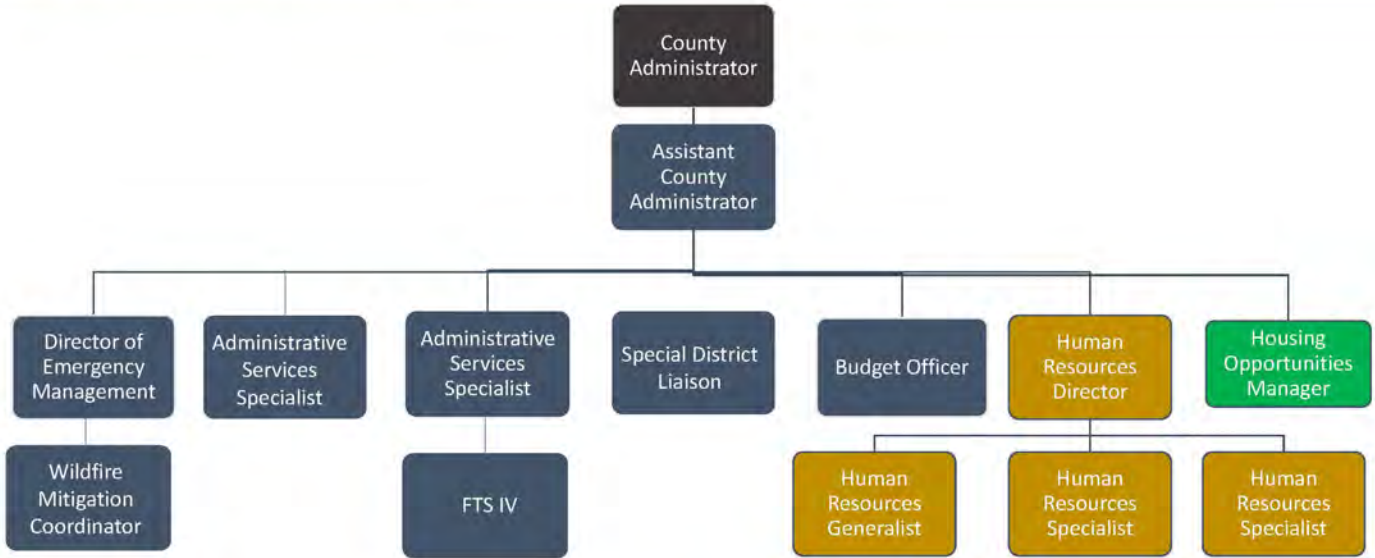 County
Administrator
Assistant
County
Administrator
Director of
Emergency
Management
Administrative
Services
Specialist
Administrative
Services
Specialist
Special District
Liaison
Budget Officer
Human
Resources
Director
Housing
Opportunities
Manager
Wildfire
Mitigation
Coordinator
FTS IV
Human
Resources
Generalist
Human
Resources
Specialist
Human
Resources
Specialist